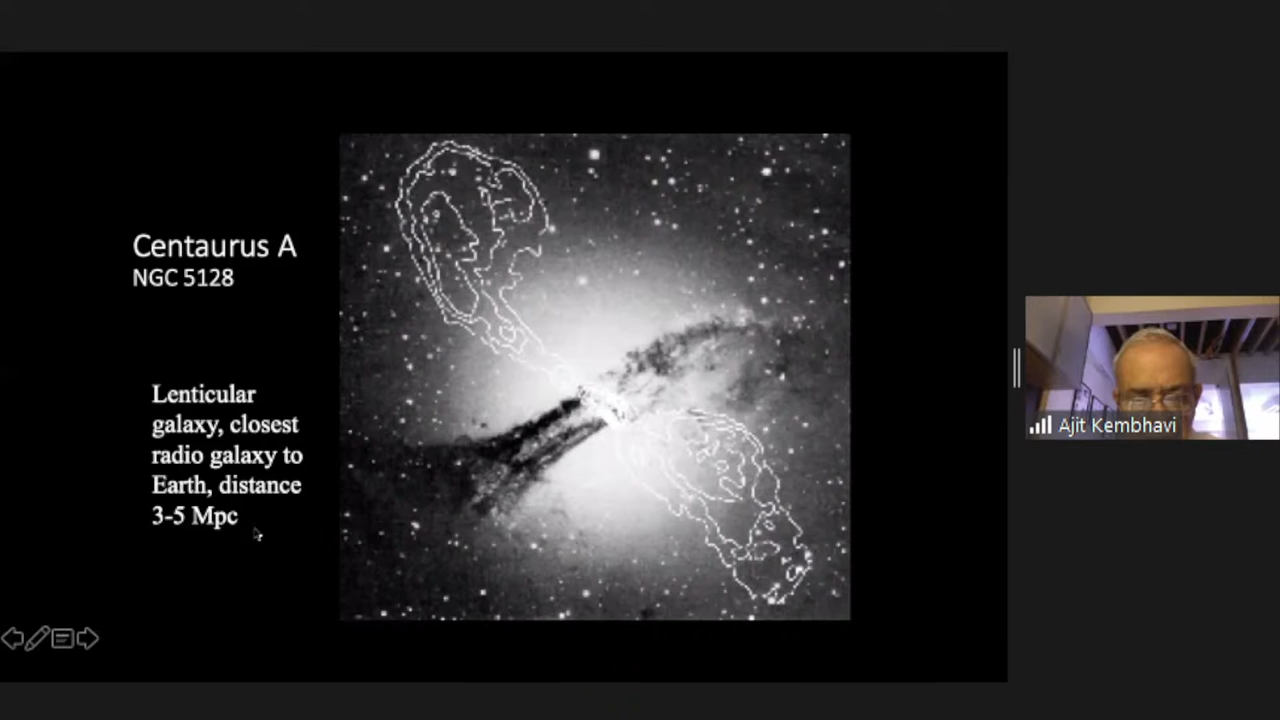 Centaurus A
NGC 5128
Lenticular
galaxy, closest
radio galaxy to
Earth, distance
3-5 Mpc
Ajit Kembhavi